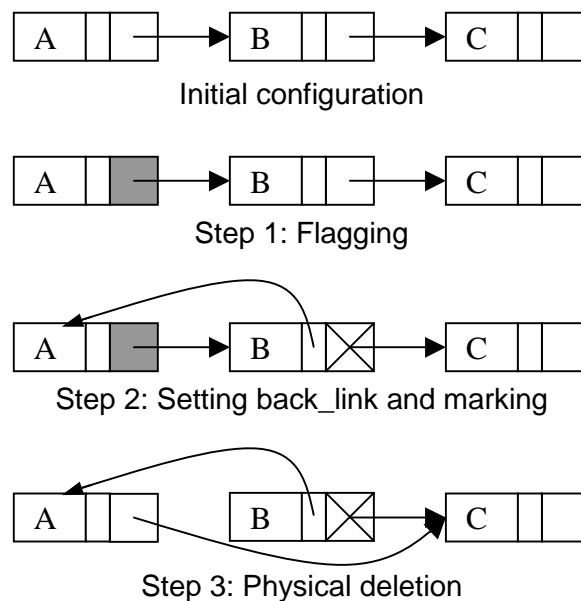 A B C
Initial configuration
A B C
Step 1: Flagging
A B C
Step 2: Setting back_link and marking
A B C
Step 3: Physical deletion